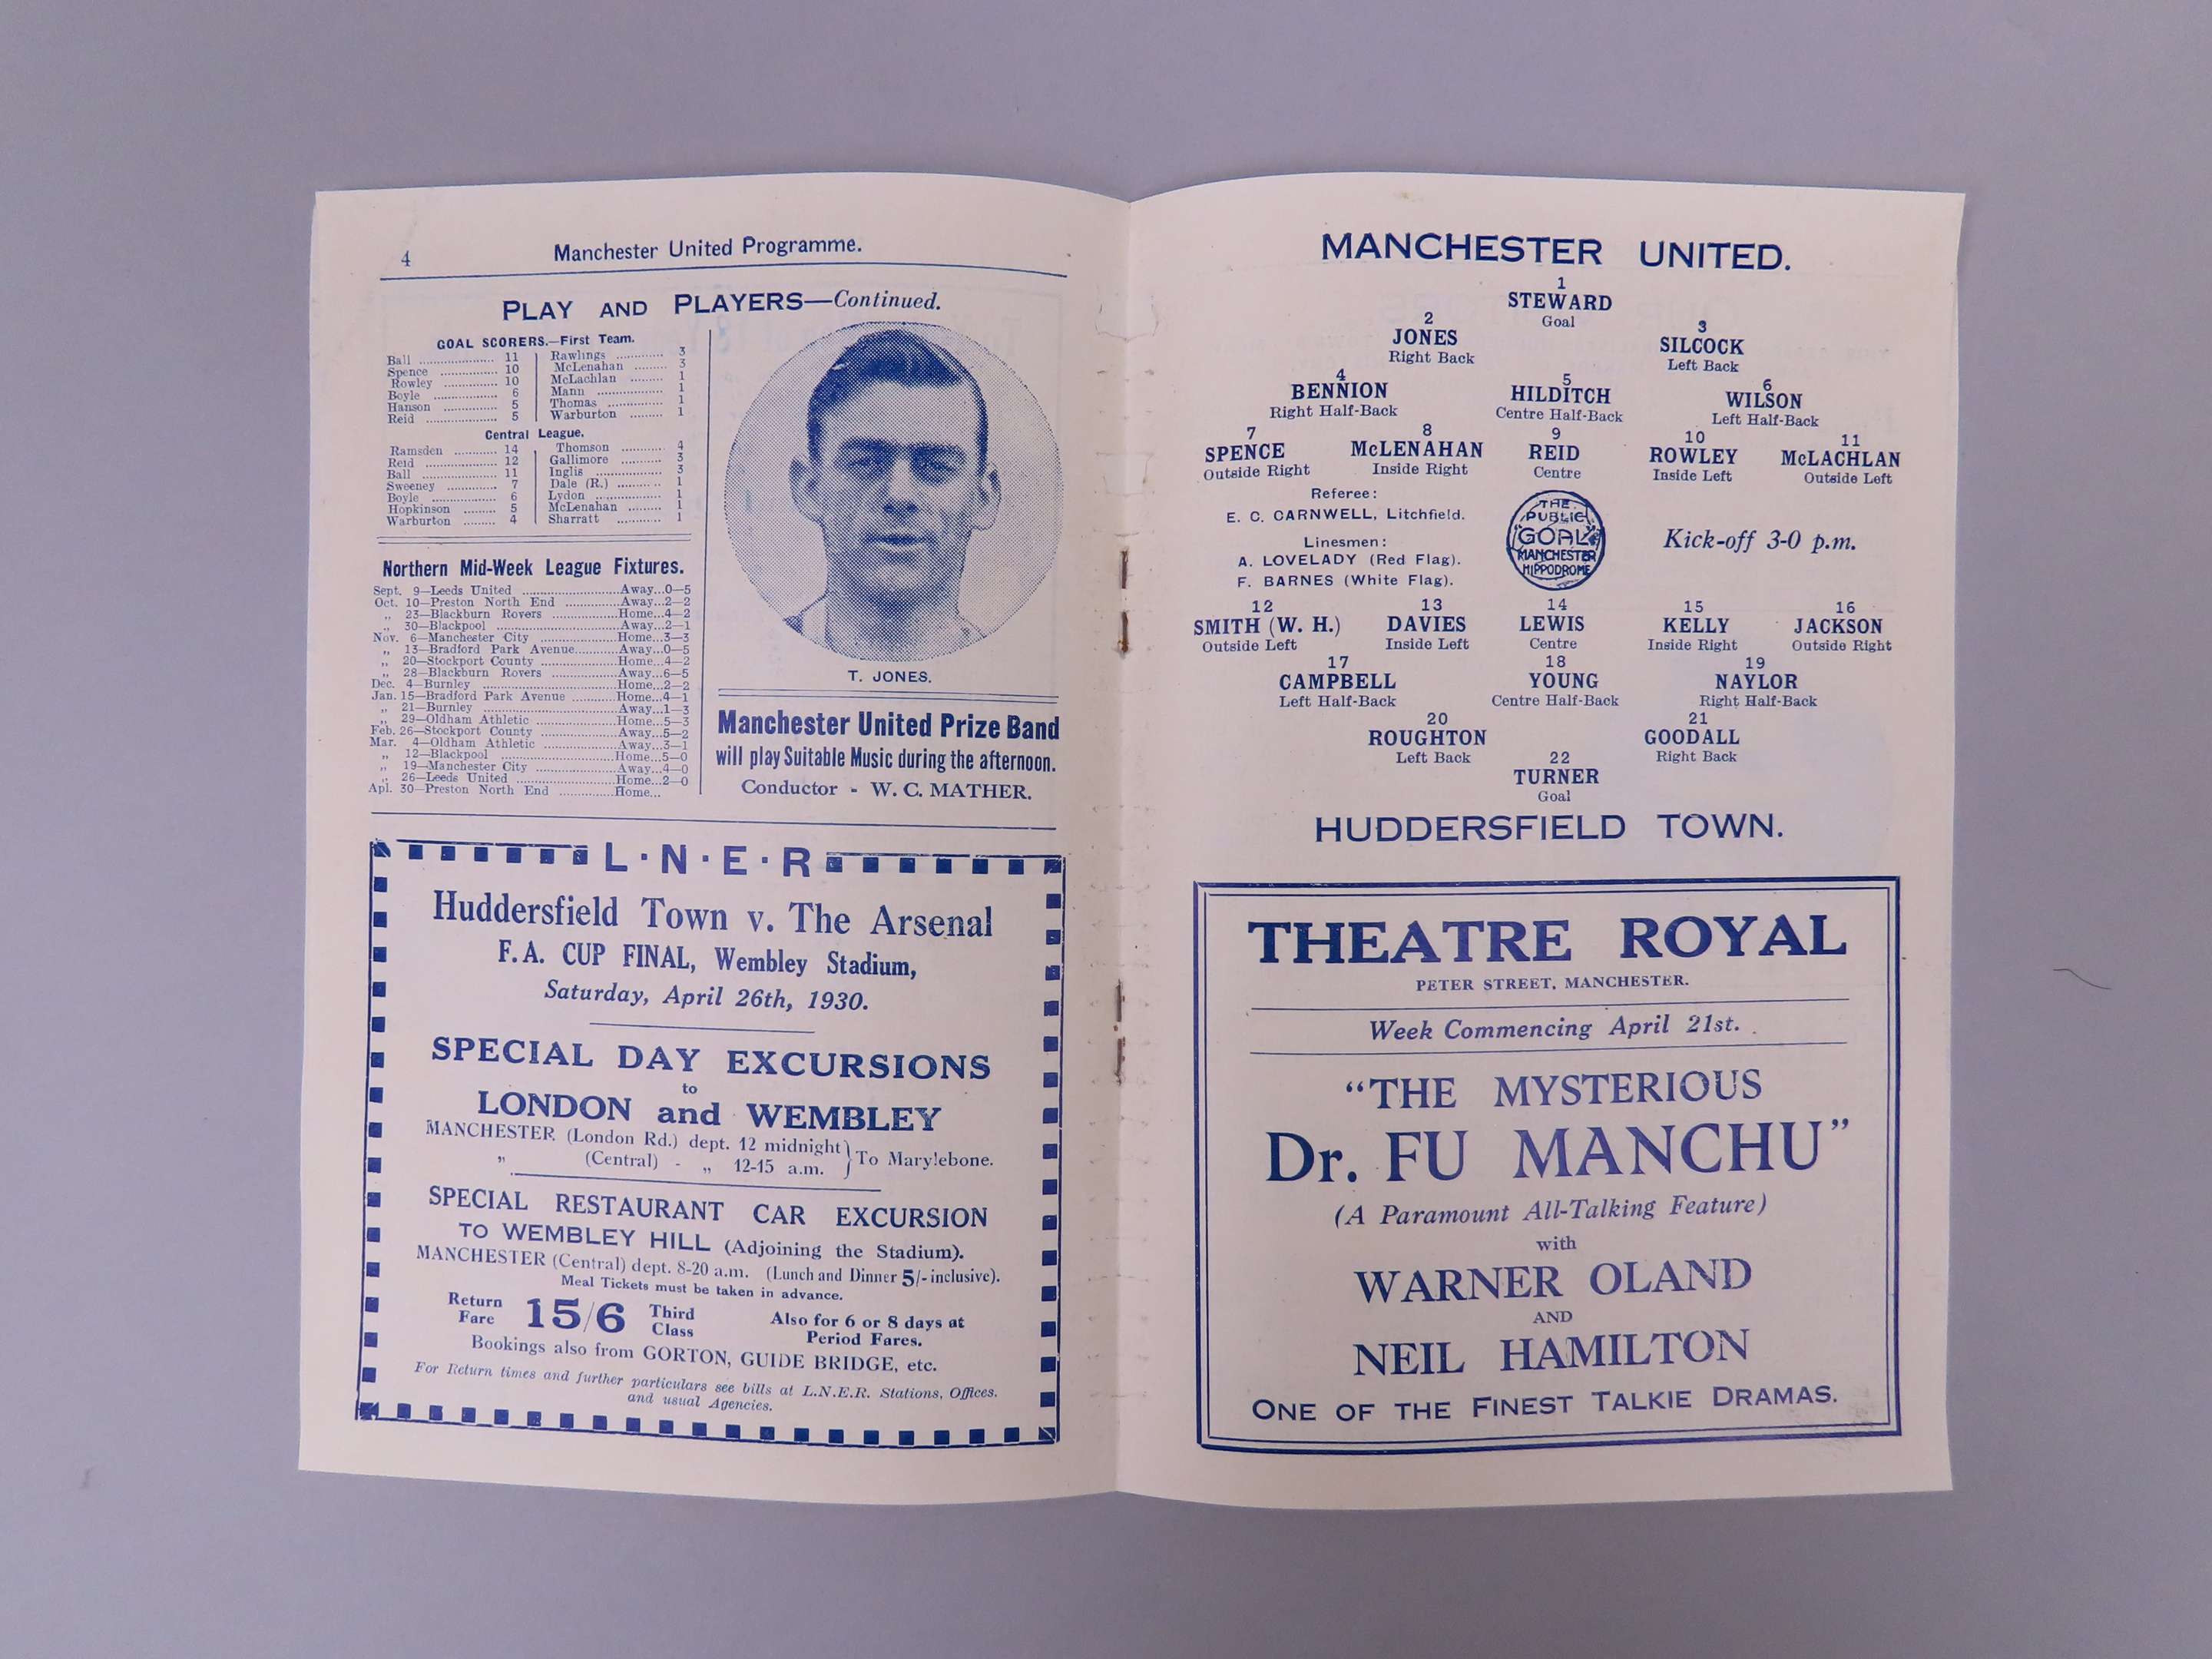 4
Manchester United Programme.
PLAY AND PLAYERS—Continued.
GOAL SCORERS.—First Team.
Ball ........ 11
Spence ........ 10
Rowley ........ 10
Boyle ........ 6
Hanson ........ 5
Reid ........ 5
Rawlings ........ 3
McLenahan ........ 3
McLachlan ........ 1
Mann ........ 1
Thomas ........ 1
Warburton ........ 1
Central League.
Ramsden ........ 14
Reid ........ 12
Ball ........ 11
Sweeney ........ 7
Boyle ........ 6
Hopkinson ........ 5
Warburton ........ 4
Thomson ........ 4
Gallimore ........ 3
Inglis ........ 3
Dale (R.) ........ 1
Lydon ........ 1
McLenahan ........ 1
Sharratt ........ 1
Northern Mid-Week League Fixtures.
Sept. 9—Leeds United ........Away...0—5
Oct. 10—Preston North End ........Away...2—2
„ 23—Blackburn Rovers ........Home...4—2
„ 30—Blackpool ........Away...2—1
Nov. 6—Manchester City ........Home...3—3
„ 13—Bradford Park Avenue........Away...0—5
„ 20—Stockport County ........Home...4—2
„ 28—Blackburn Rovers ........Away...6—5
Dec. 4—Burnley ........Home...2—2
Jan. 15—Bradford Park Avenue ........Home...4—1
„ 21—Burnley ........Away...1—3
„ 29—Oldham Athletic ........Home...5—3
Feb. 26—Stockport County ........Away...5—2
Mar. 4—Oldham Athletic ........Away...3—1
„ 12—Blackpool ........Home...5—0
„ 19—Manchester City ........Away...4—0
„ 26—Leeds United ........Home...2—0
Apl. 30—Preston North End ........Home...
T. JONES.
Manchester United Prize Band
will play Suitable Music during the afternoon.
Conductor - W. C. MATHER.
L·N·E·R
Huddersfield Town v. The Arsenal
F.A. CUP FINAL, Wembley Stadium,
Saturday, April 26th, 1930.
SPECIAL DAY EXCURSIONS
to
LONDON and WEMBLEY
MANCHESTER (London Rd.) dept. 12 midnight
„ (Central) - „ 12-15 a.m. } To Marylebone.
SPECIAL RESTAURANT CAR EXCURSION
TO WEMBLEY HILL (Adjoining the Stadium).
MANCHESTER (Central) dept. 8-20 a.m. (Lunch and Dinner 5/- inclusive).
Meal Tickets must be taken in advance.
Return Fare 15/6 Third Class
Also for 6 or 8 days at
Period Fares.
Bookings also from GORTON, GUIDE BRIDGE, etc.
For Return times and further particulars see bills at L.N.E.R. Stations, Offices.
and usual Agencies.
MANCHESTER UNITED.
1
STEWARD
Goal
2 3
JONES SILCOCK
Right Back Left Back
4 5 6
BENNION HILDITCH WILSON
Right Half-Back Centre Half-Back Left Half-Back
7 8 9 10 11
SPENCE McLENAHAN REID ROWLEY McLACHLAN
Outside Right Inside Right Centre Inside Left Outside Left
Referee:
E. C. CARNWELL, Litchfield.
Linesmen:
A. LOVELADY (Red Flag).
F. BARNES (White Flag).
THE
PUBLIC
GOAL
MANCHESTER
HIPPODROME
Kick-off 3-0 p.m.
12 13 14 15 16
SMITH (W. H.) DAVIES LEWIS KELLY JACKSON
Outside Left Inside Left Centre Inside Right Outside Right
17 18 19
CAMPBELL YOUNG NAYLOR
Left Half-Back Centre Half-Back Right Half-Back
20 21
ROUGHTON GOODALL
Left Back Right Back
22
TURNER
Goal
HUDDERSFIELD TOWN.
THEATRE ROYAL
PETER STREET, MANCHESTER.
Week Commencing April 21st.
"THE MYSTERIOUS
Dr. FU MANCHU"
(A Paramount All-Talking Feature)
with
WARNER OLAND
AND
NEIL HAMILTON
ONE OF THE FINEST TALKIE DRAMAS.